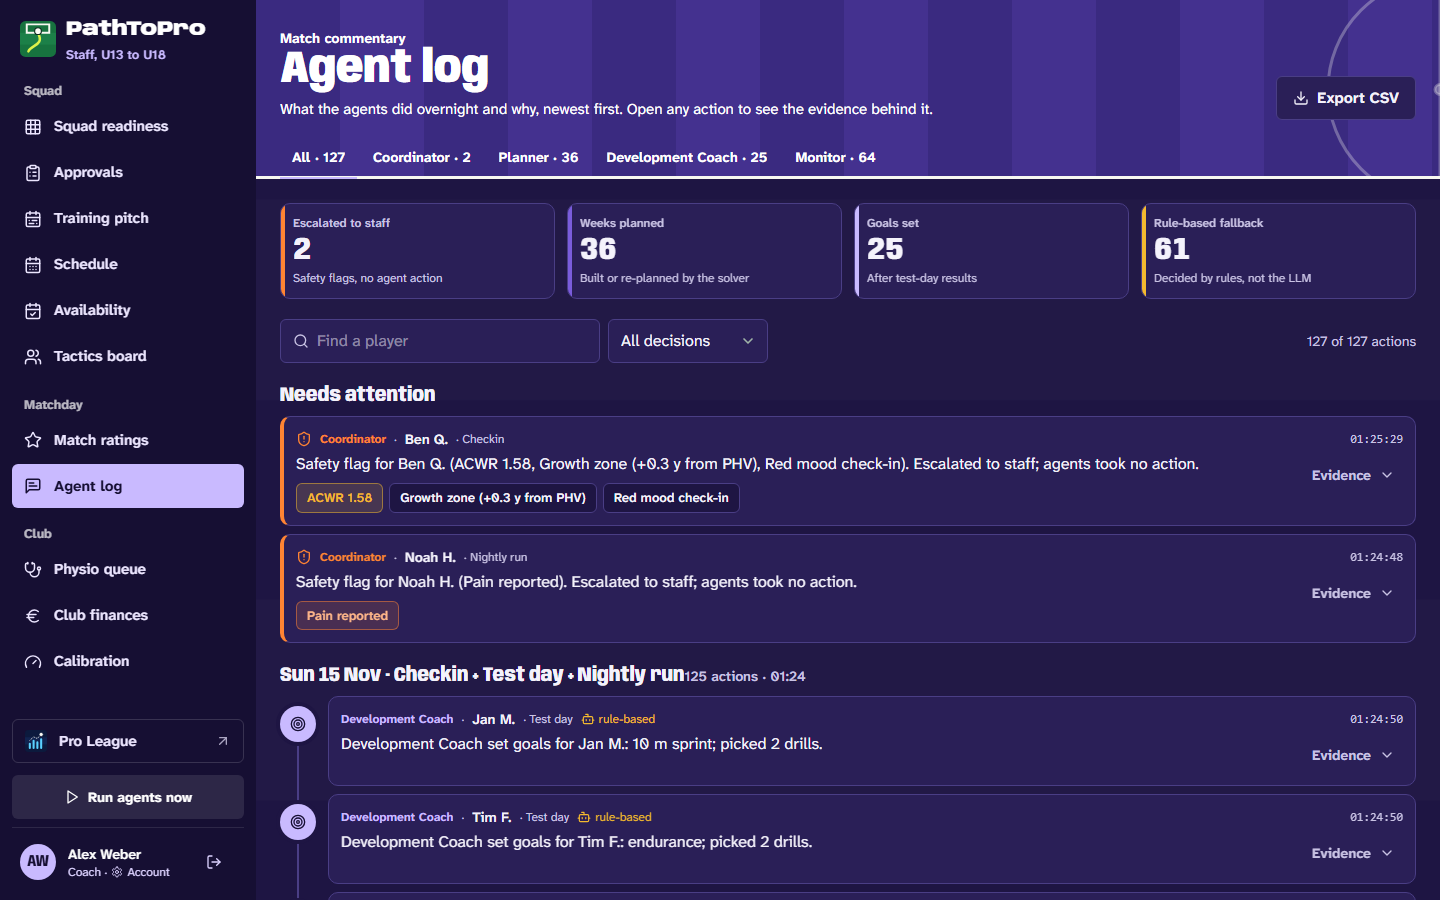 PathToPro
Staff, U13 to U18
Squad
Squad readiness
Approvals
Training pitch
Schedule
Availability
Tactics board
Matchday
Match ratings
Agent log
Club
Physio queue
Club finances
Calibration
Pro League
Run agents now
AW
Alex Weber
Coach · Account
Match commentary
Agent log
What the agents did overnight and why, newest first. Open any action to see the evidence behind it.
Export CSV
All · 127 Coordinator · 2 Planner · 36 Development Coach · 25 Monitor · 64
Escalated to staff
2
Safety flags, no agent action
Weeks planned
36
Built or re-planned by the solver
Goals set
25
After test-day results
Rule-based fallback
61
Decided by rules, not the LLM
Find a player
All decisions
127 of 127 actions
Needs attention
Coordinator · Ben Q. · Checkin 01:25:29
Safety flag for Ben Q. (ACWR 1.58, Growth zone (+0.3 y from PHV), Red mood check-in). Escalated to staff; agents took no action.
Evidence
ACWR 1.58 Growth zone (+0.3 y from PHV) Red mood check-in
Coordinator · Noah H. · Nightly run 01:24:48
Safety flag for Noah H. (Pain reported). Escalated to staff; agents took no action.
Evidence
Pain reported
Sun 15 Nov · Checkin + Test day + Nightly run125 actions · 01:24
Development Coach · Jan M. · Test day rule-based 01:24:50
Development Coach set goals for Jan M.: 10 m sprint; picked 2 drills.
Evidence
Development Coach · Tim F. · Test day rule-based 01:24:50
Development Coach set goals for Tim F.: endurance; picked 2 drills.
Evidence